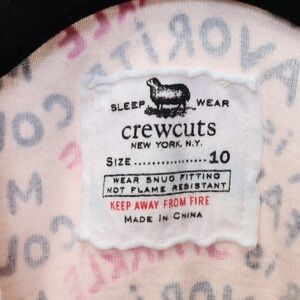 SLEEP WEAR
crewcuts
NEW YORK. N.Y.
SIZE .................. 10
WEAR SNUG FITTING
NOT FLAME RESISTANT
KEEP AWAY FROM FIRE
MADE IN CHINA